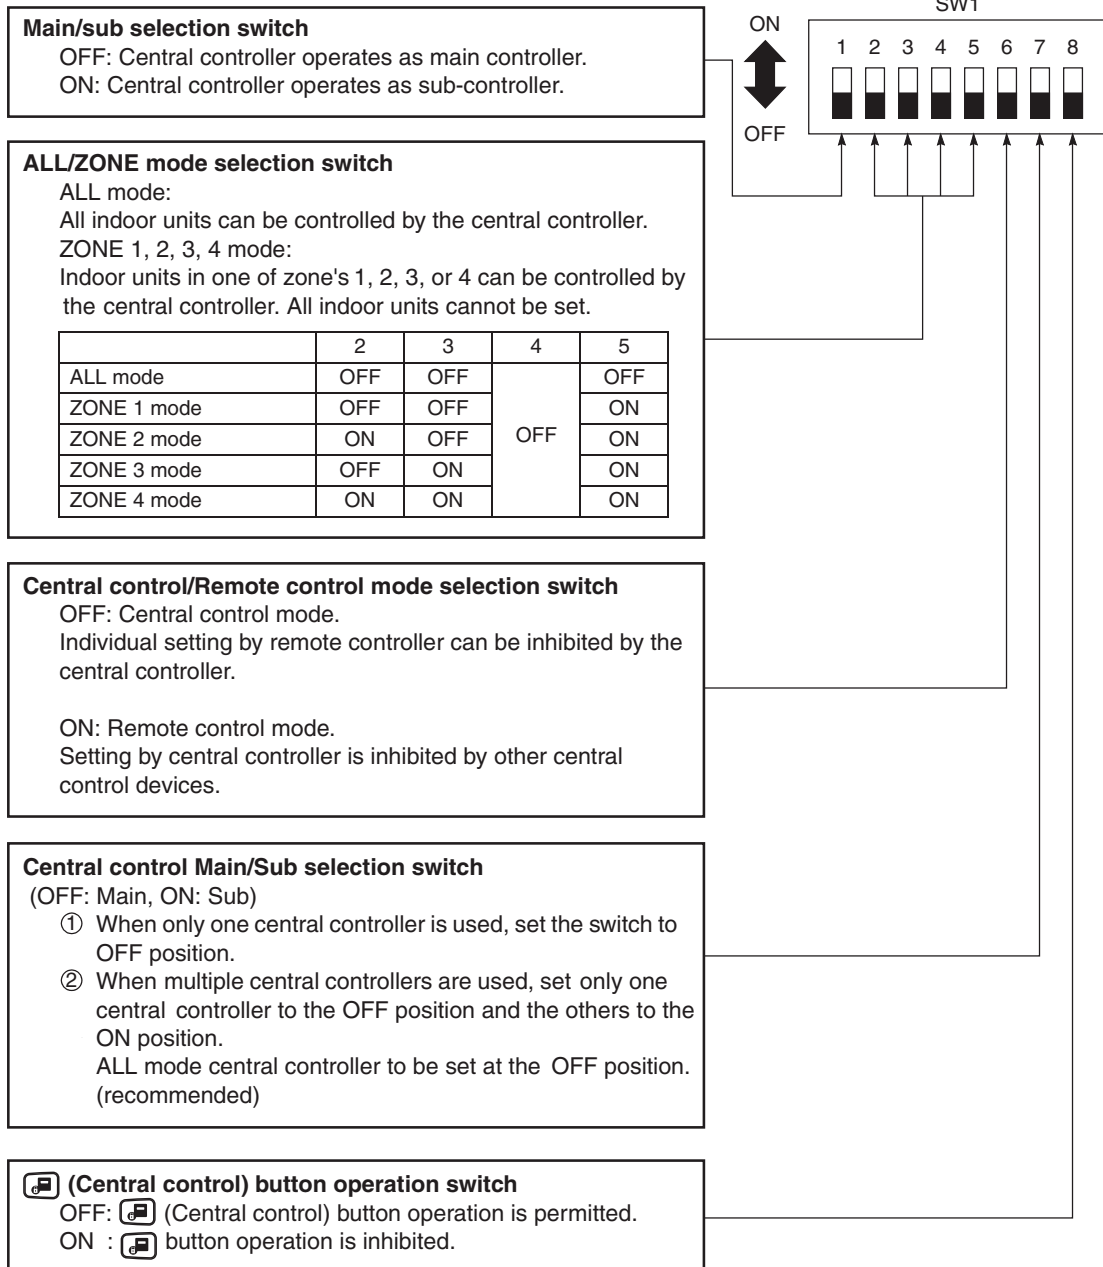 SW1
ON
1 2 3 4 5 6 7 8
OFF
Main/sub selection switch
OFF: Central controller operates as main controller.
ON: Central controller operates as sub-controller.
ALL/ZONE mode selection switch
ALL mode:
All indoor units can be controlled by the central controller.
ZONE 1, 2, 3, 4 mode:
Indoor units in one of zone's 1, 2, 3, or 4 can be controlled by
the central controller. All indoor units cannot be set.
2 3 4 5
ALL mode OFF OFF OFF
ZONE 1 mode OFF OFF ON
ZONE 2 mode ON OFF OFF ON
ZONE 3 mode OFF ON ON
ZONE 4 mode ON ON ON
Central control/Remote control mode selection switch
OFF: Central control mode.
Individual setting by remote controller can be inhibited by the
central controller.
ON: Remote control mode.
Setting by central controller is inhibited by other central
control devices.
Central control Main/Sub selection switch
(OFF: Main, ON: Sub)
① When only one central controller is used, set the switch to
OFF position.
② When multiple central controllers are used, set only one
central controller to the OFF position and the others to the
ON position.
ALL mode central controller to be set at the OFF position.
(recommended)
(Central control) button operation switch
OFF: (Central control) button operation is permitted.
ON : button operation is inhibited.